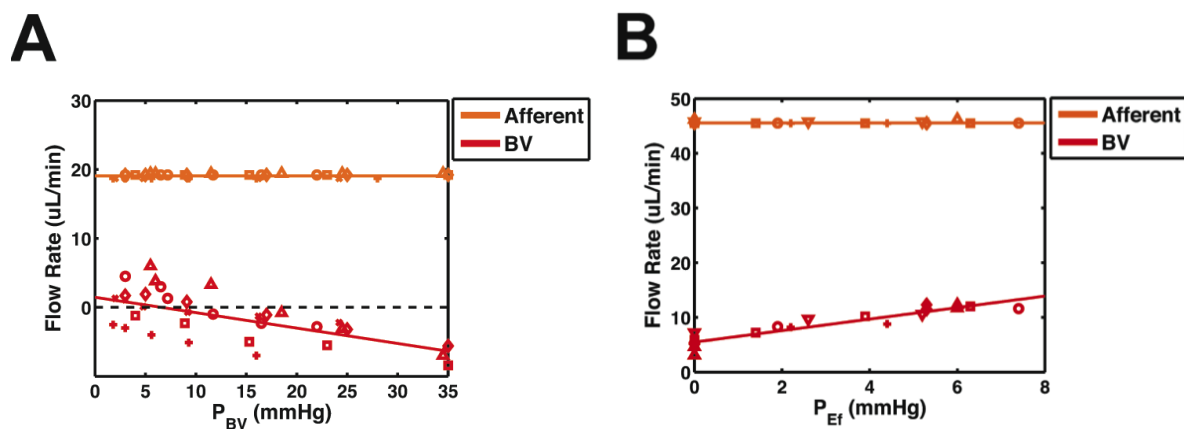 A
30
20
10
0
0
5
10
15
20
25
30
35
Flow Rate (uL/min)
P_BV (mmHg)
Afferent
BV
B
50
40
30
20
10
0
0
2
4
6
8
Flow Rate (uL/min)
P_Ef (mmHg)
Afferent
BV